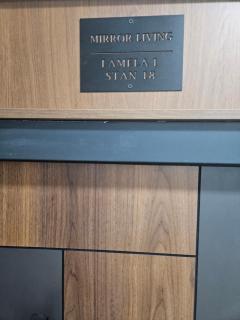 MIRROR LIVING
LAMELA I
STAN 18